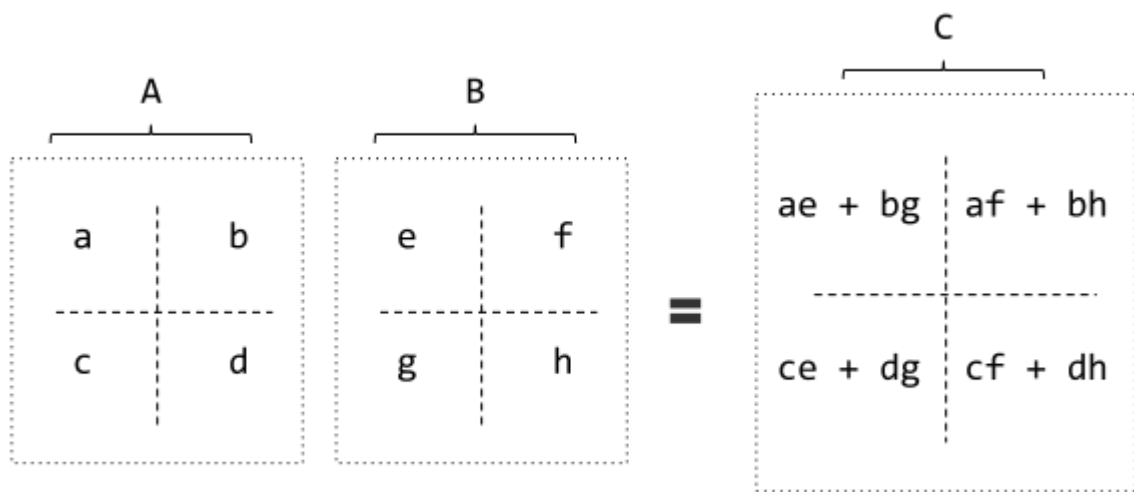 C
A B
a b e f = ae + bg af + bh
c d g h ce + dg cf + dh